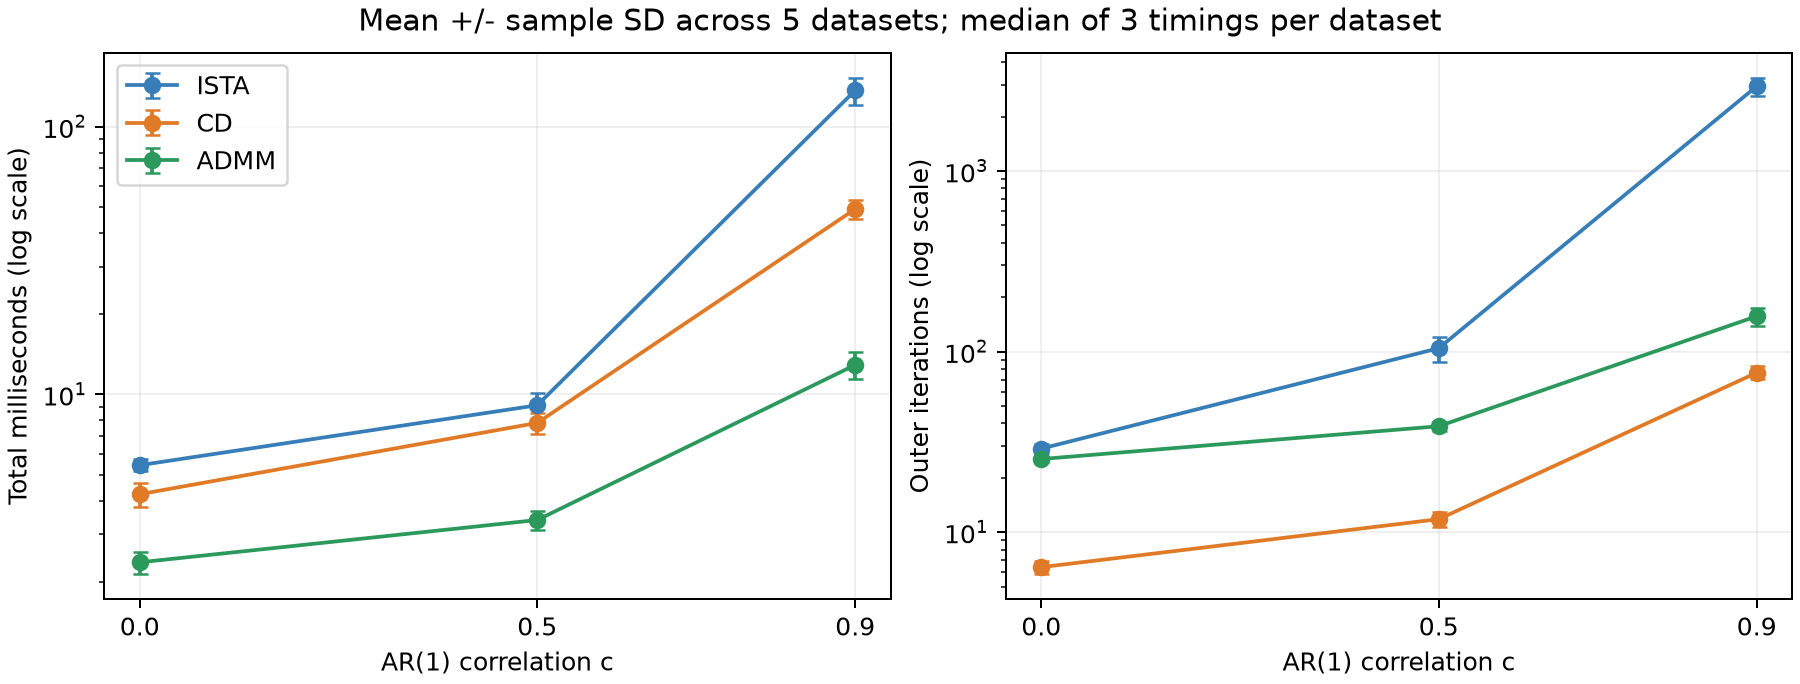 Mean +/- sample SD across 5 datasets; median of 3 timings per dataset
Total milliseconds (log scale)
10²
10¹
ISTA
CD
ADMM
0.0
0.5
0.9
AR(1) correlation c
Outer iterations (log scale)
10³
10²
10¹
0.0
0.5
0.9
AR(1) correlation c